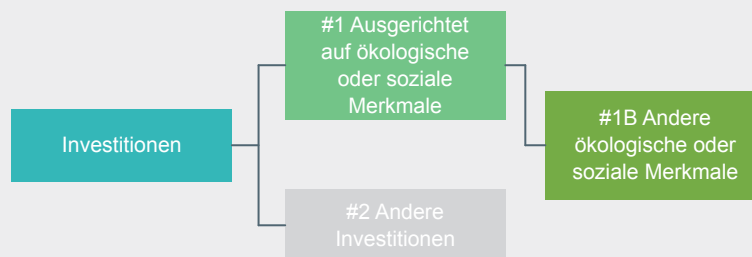 #1 Ausgerichtet
auf ökologische
oder soziale
Merkmale
Investitionen
#1B Andere
ökologische oder
soziale Merkmale
#2 Andere
Investitionen